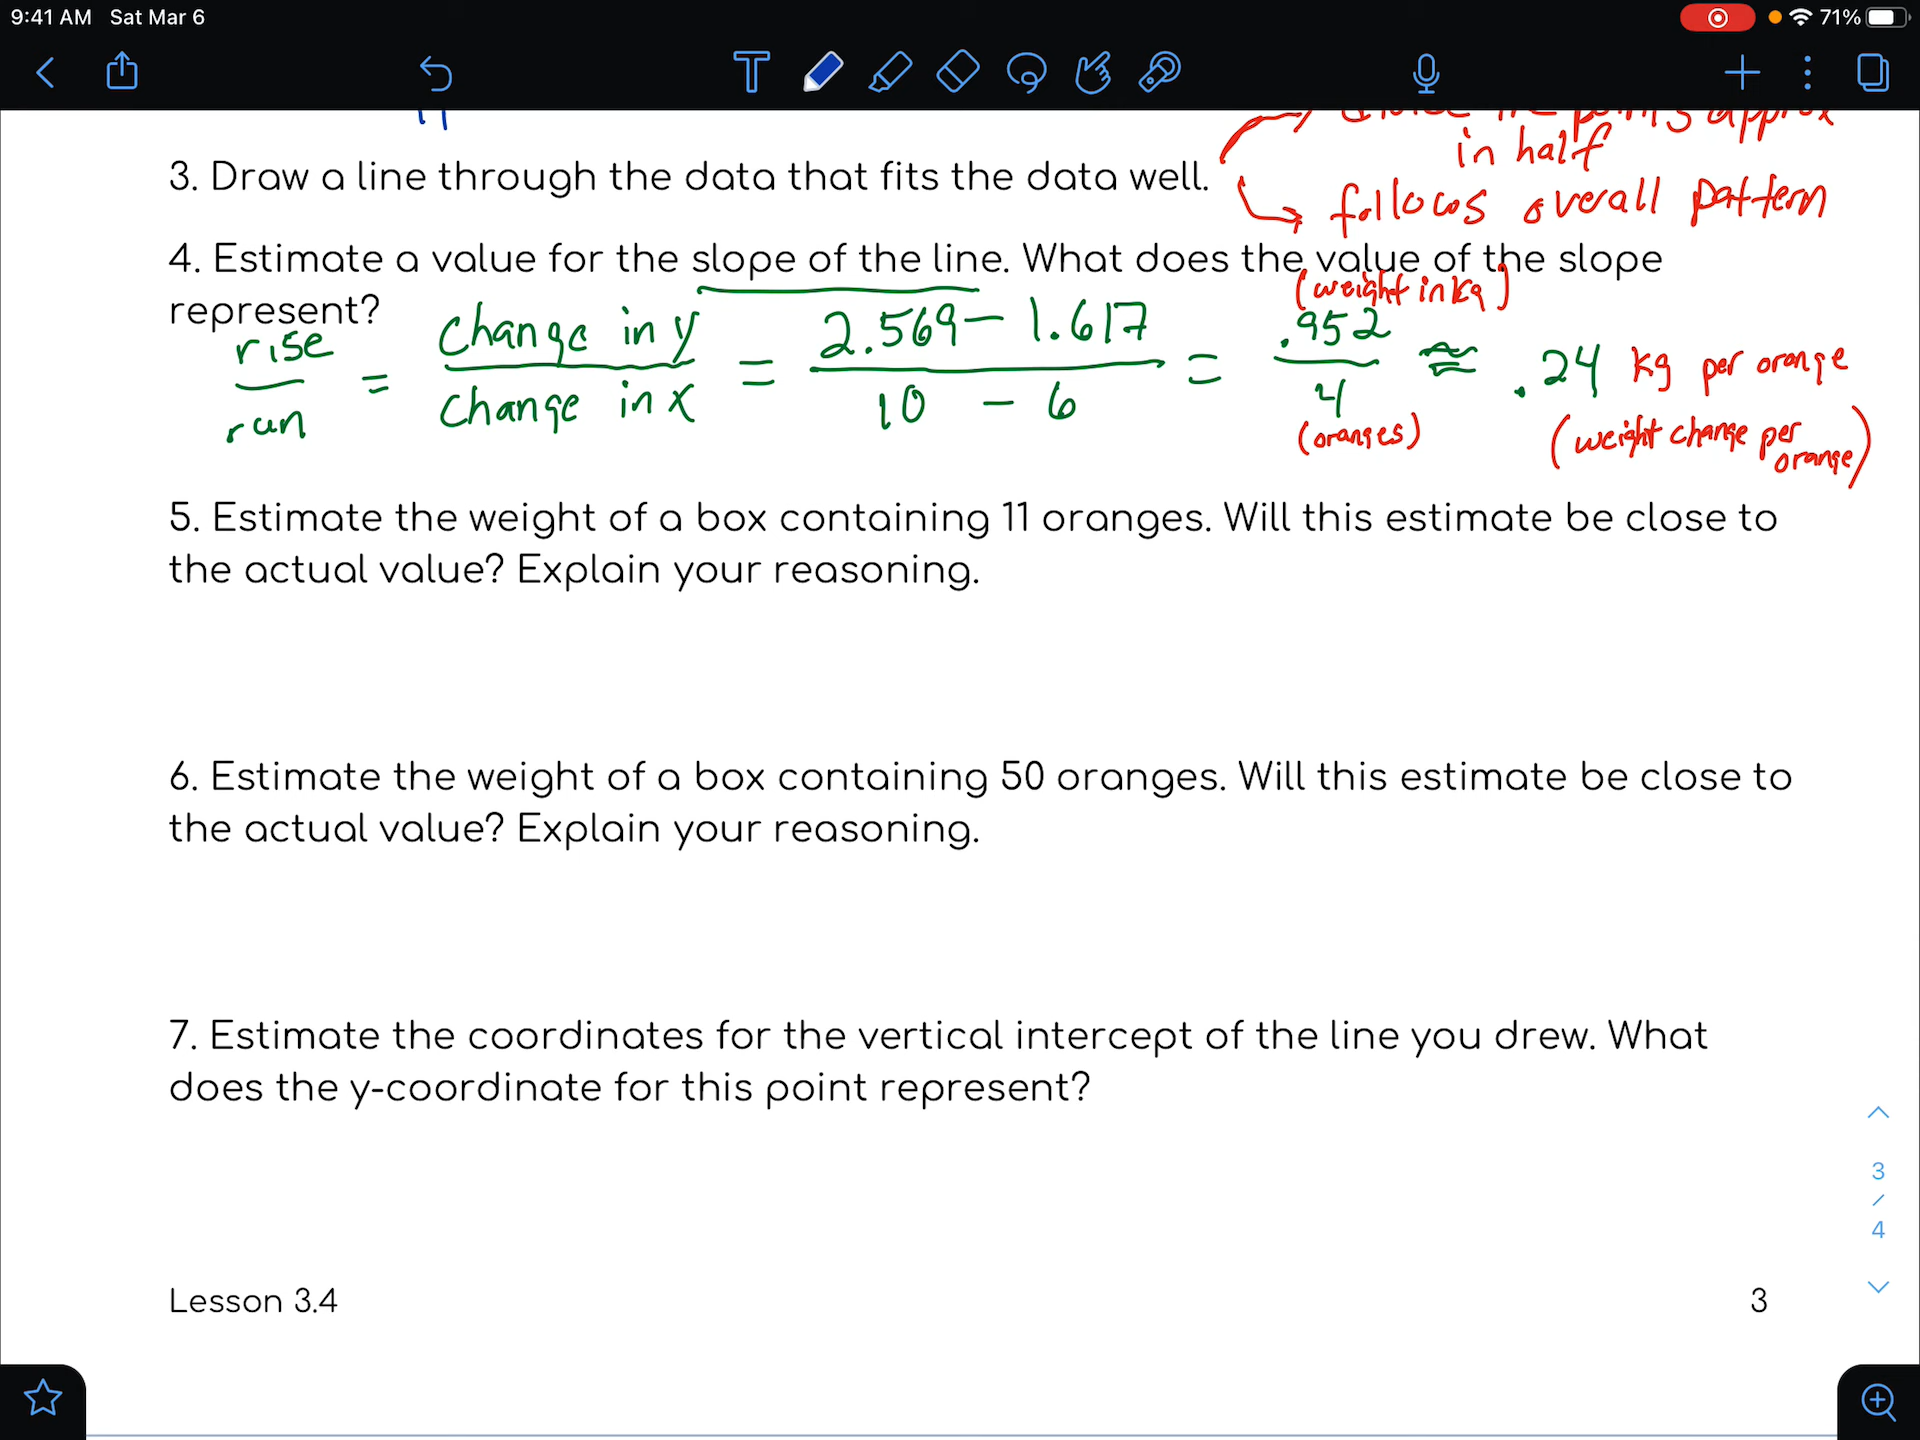 9:41 AM Sat Mar 6
71%
in half
3. Draw a line through the data that fits the data well.
follows overall pattern
4. Estimate a value for the slope of the line. What does the value of the slope
represent?
(weight in kg)
rise
run
=
Change in y
Change in x
=
2.569 - 1.617
10 - 6
=
.952
4
(oranges)
≈ .24 kg per orange
(weight change per
orange)
5. Estimate the weight of a box containing 11 oranges. Will this estimate be close to
the actual value? Explain your reasoning.
6. Estimate the weight of a box containing 50 oranges. Will this estimate be close to
the actual value? Explain your reasoning.
7. Estimate the coordinates for the vertical intercept of the line you drew. What
does the y-coordinate for this point represent?
3
/
4
Lesson 3.4
3